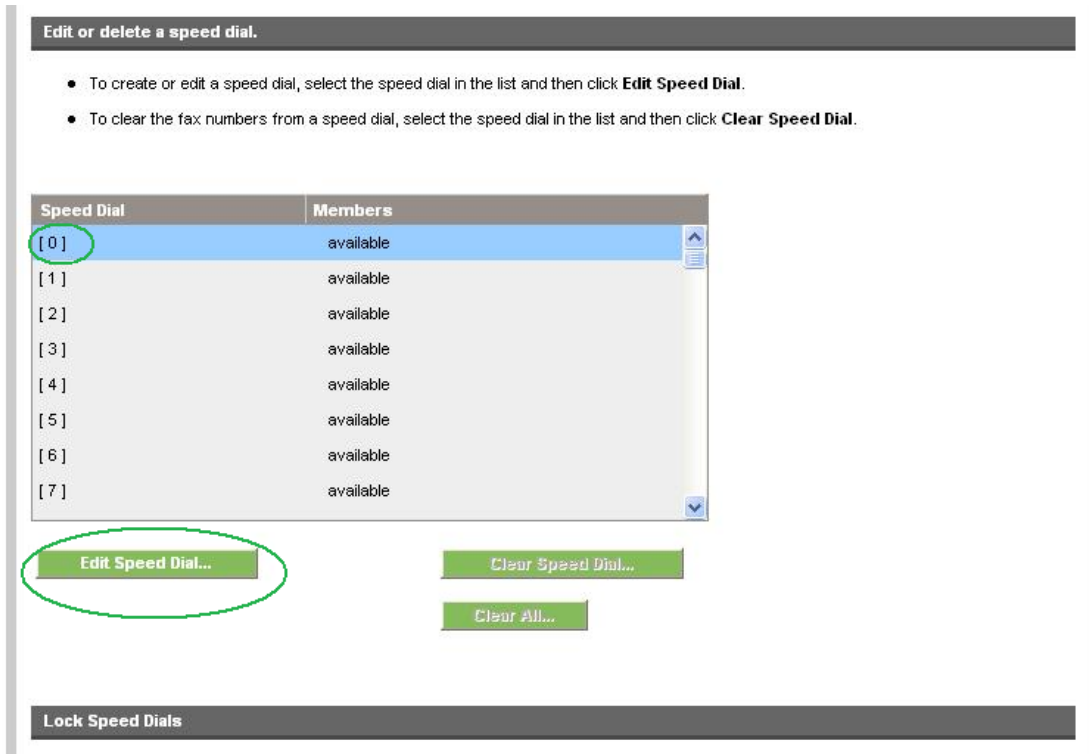 Edit or delete a speed dial.
● To create or edit a speed dial, select the speed dial in the list and then click Edit Speed Dial.
● To clear the fax numbers from a speed dial, select the speed dial in the list and then click Clear Speed Dial.
Speed Dial Members
[ 0 ] available
[ 1 ] available
[ 2 ] available
[ 3 ] available
[ 4 ] available
[ 5 ] available
[ 6 ] available
[ 7 ] available
Edit Speed Dial... Clear Speed Dial...
Clear All...
Lock Speed Dials